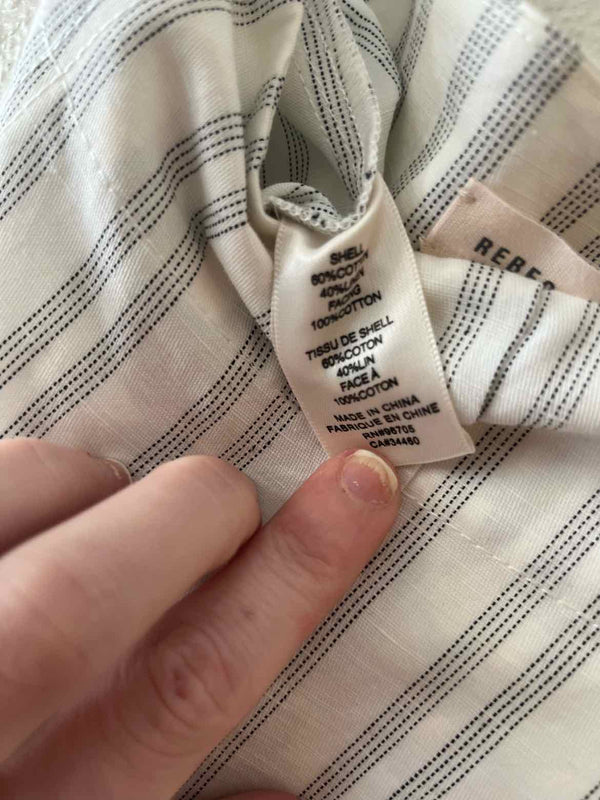 SHELL
60%COTN
40%LIN
FACING
100%COTTON
TISSU DE SHELL
60%COTON
40%LIN
FACE À
100%COTON
MADE IN CHINA
FABRIQUE EN CHINE
RN#96705
CA#34460
REBEC